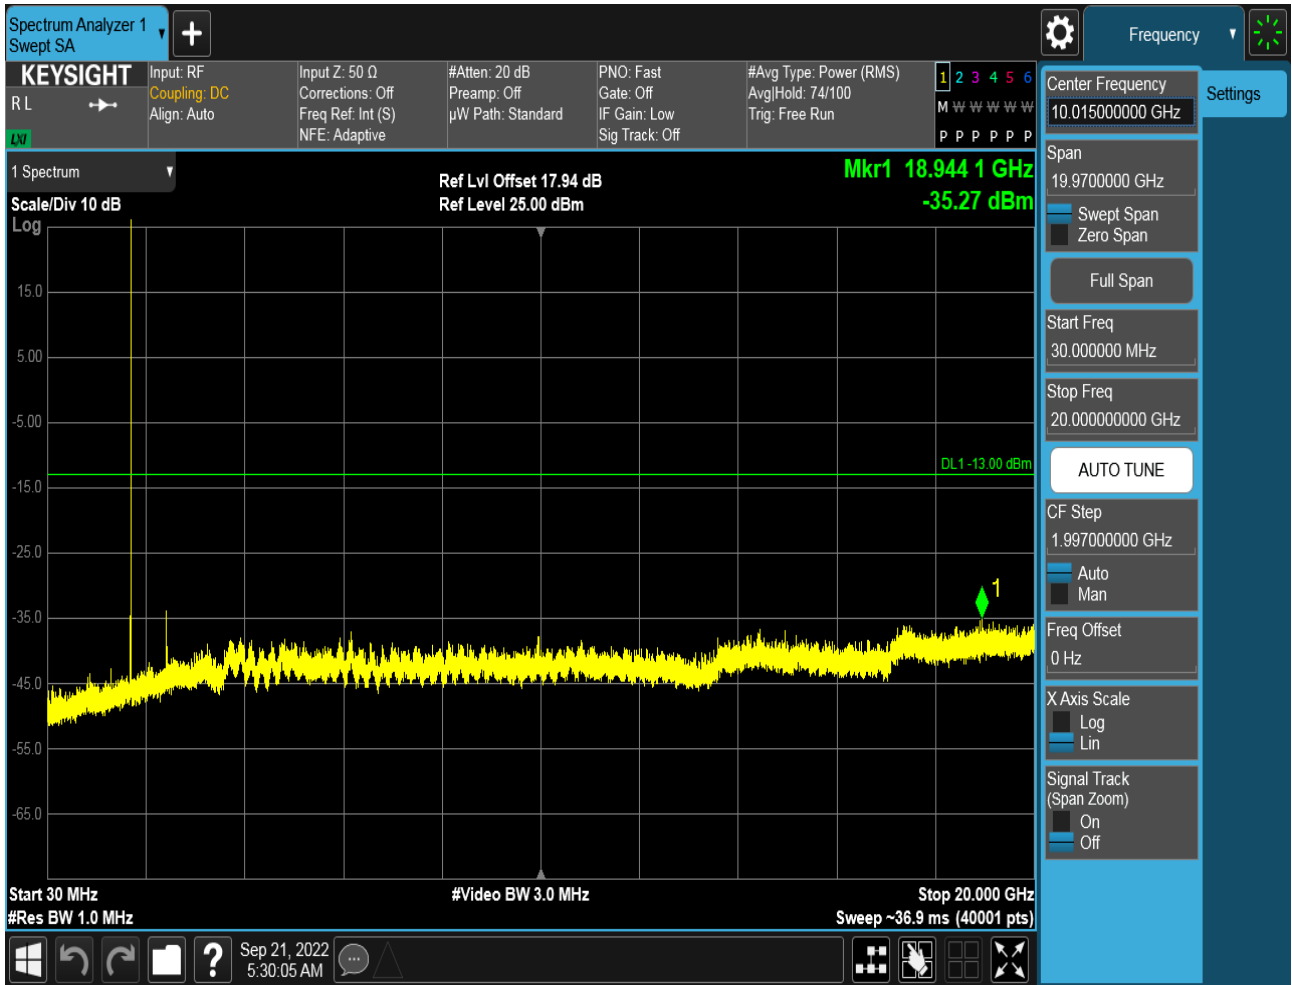 Spectrum Analyzer 1
Swept SA
Frequency
KEYSIGHT
R L
LXI
Input: RF
Coupling: DC
Align: Auto
Input Z: 50 Ω
Corrections: Off
Freq Ref: Int (S)
NFE: Adaptive
#Atten: 20 dB
Preamp: Off
µW Path: Standard
PNO: Fast
Gate: Off
IF Gain: Low
Sig Track: Off
#Avg Type: Power (RMS)
Avg|Hold: 74/100
Trig: Free Run
1 2 3 4 5 6
M W W W W W
P P P P P P
1 Spectrum
Scale/Div 10 dB
Log
Ref Lvl Offset 17.94 dB
Ref Level 25.00 dBm
Mkr1 18.944 1 GHz
-35.27 dBm
15.0
5.00
-5.00
-15.0
-25.0
-35.0
-45.0
-55.0
-65.0
DL1 -13.00 dBm
1
Start 30 MHz
#Res BW 1.0 MHz
#Video BW 3.0 MHz
Stop 20.000 GHz
Sweep ~36.9 ms (40001 pts)
Center Frequency
10.015000000 GHz
Settings
Span
19.9700000 GHz
Swept Span
Zero Span
Full Span
Start Freq
30.000000 MHz
Stop Freq
20.000000000 GHz
AUTO TUNE
CF Step
1.997000000 GHz
Auto
Man
Freq Offset
0 Hz
X Axis Scale
Log
Lin
Signal Track
(Span Zoom)
On
Off
?
Sep 21, 2022
5:30:05 AM